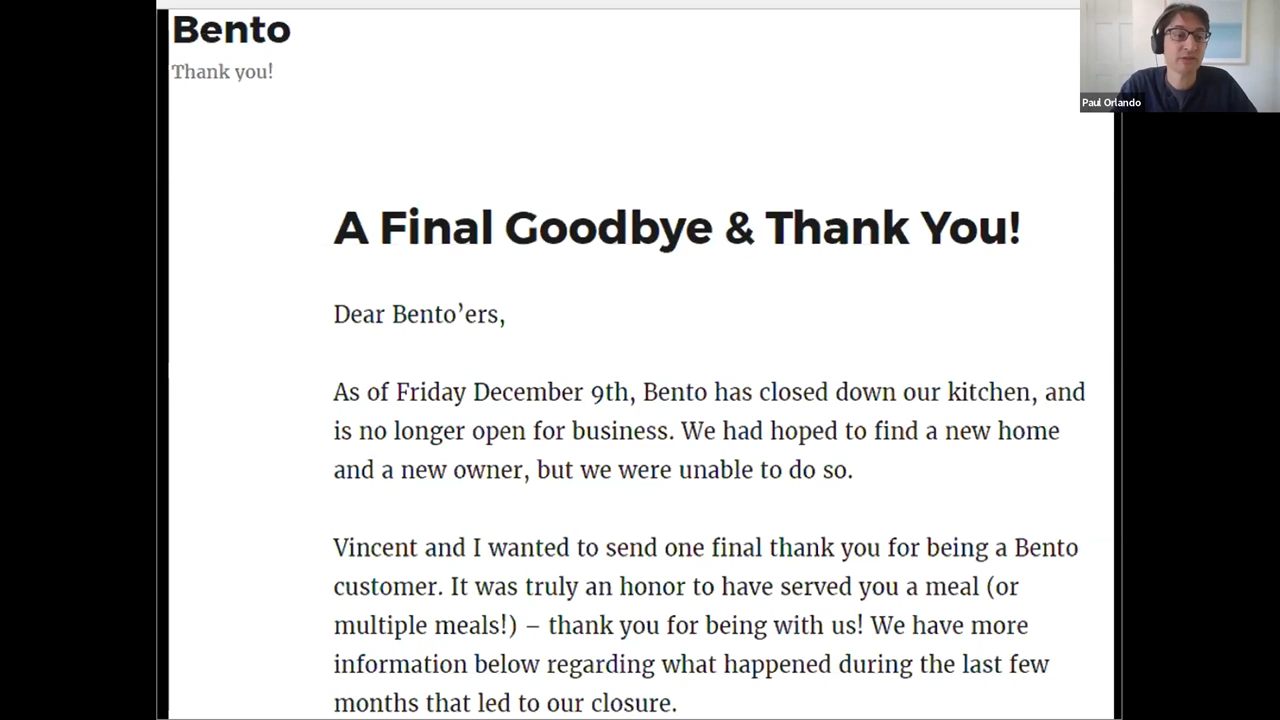 Bento
Thank you!
Paul Orlando
A Final Goodbye & Thank You!
Dear Bento’ers,
As of Friday December 9th, Bento has closed down our kitchen, and
is no longer open for business. We had hoped to find a new home
and a new owner, but we were unable to do so.
Vincent and I wanted to send one final thank you for being a Bento
customer. It was truly an honor to have served you a meal (or
multiple meals!) – thank you for being with us! We have more
information below regarding what happened during the last few
months that led to our closure.